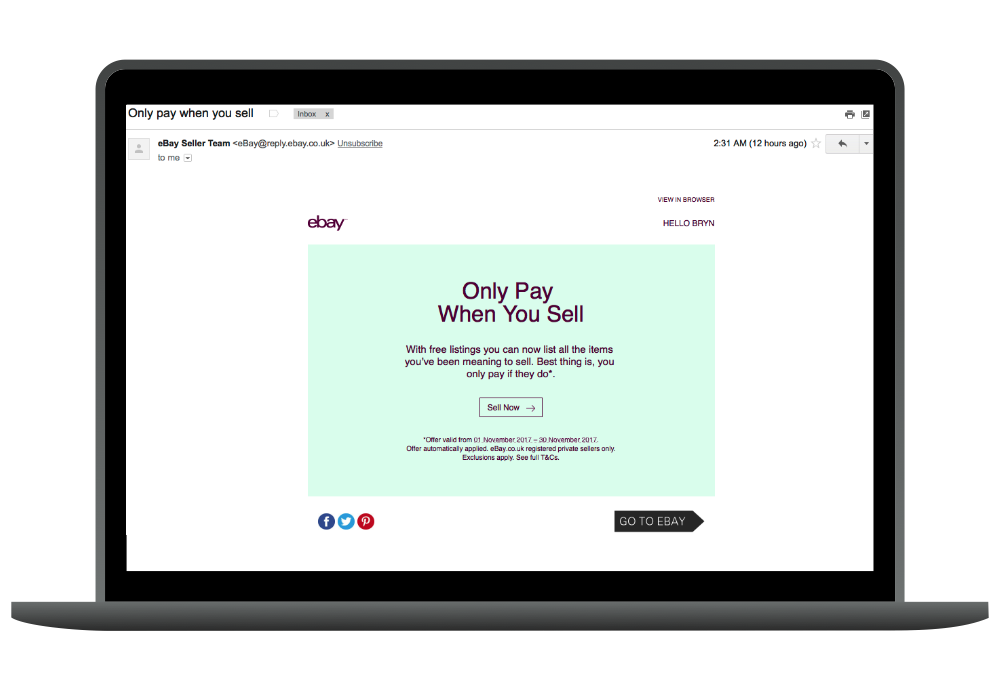 Only pay when you sell
Inbox x
eBay Seller Team <eBay@reply.ebay.co.uk> Unsubscribe
2:31 AM (12 hours ago)
to me
VIEW IN BROWSER
ebay
HELLO BRYN
Only Pay
When You Sell
With free listings you can now list all the items
you've been meaning to sell. Best thing is, you
only pay if they do*.
Sell Now →
*Offer valid from 01 November 2017 – 30 November 2017.
Offer automatically applied. eBay.co.uk registered private sellers only.
Exclusions apply. See full T&Cs.
GO TO EBAY